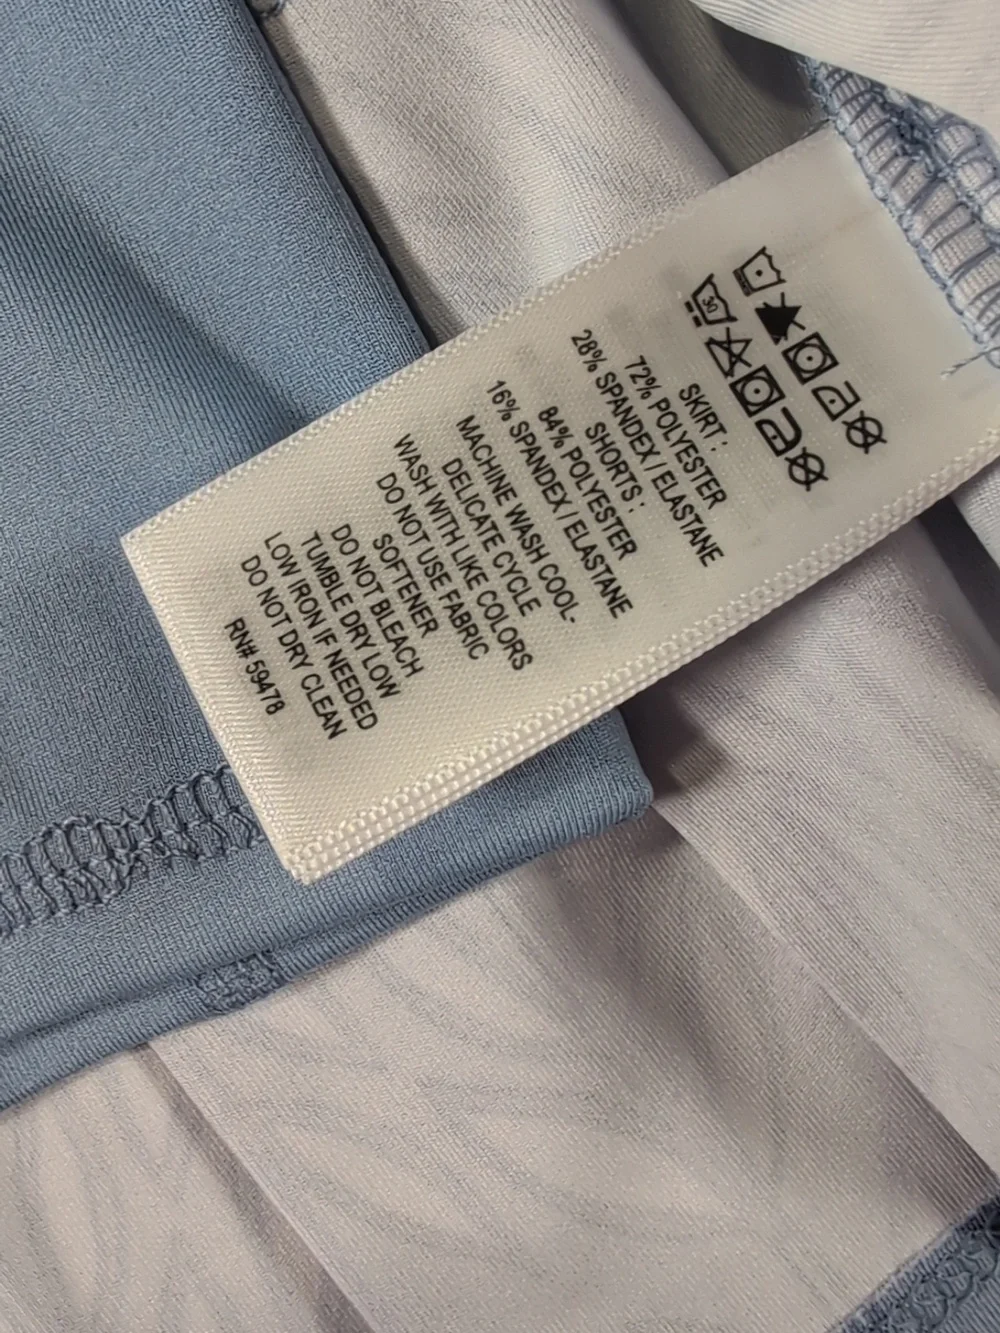 30
SKIRT :
72% POLYESTER
28% SPANDEX / ELASTANE
SHORTS :
84% POLYESTER
16% SPANDEX / ELASTANE
MACHINE WASH COOL-
DELICATE CYCLE
WASH WITH LIKE COLORS
DO NOT USE FABRIC
SOFTENER
DO NOT BLEACH
TUMBLE DRY LOW
LOW IRON IF NEEDED
DO NOT DRY CLEAN
RN# 59478